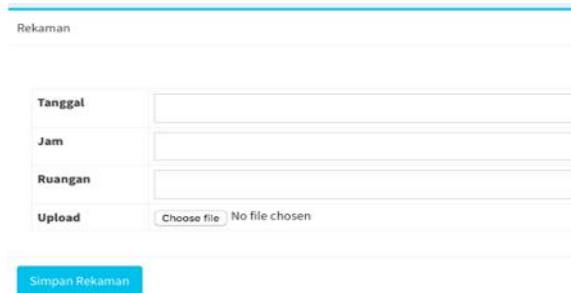 Rekaman
Tanggal
Jam
Ruangan
Upload Choose file No file chosen
Simpan Rekaman